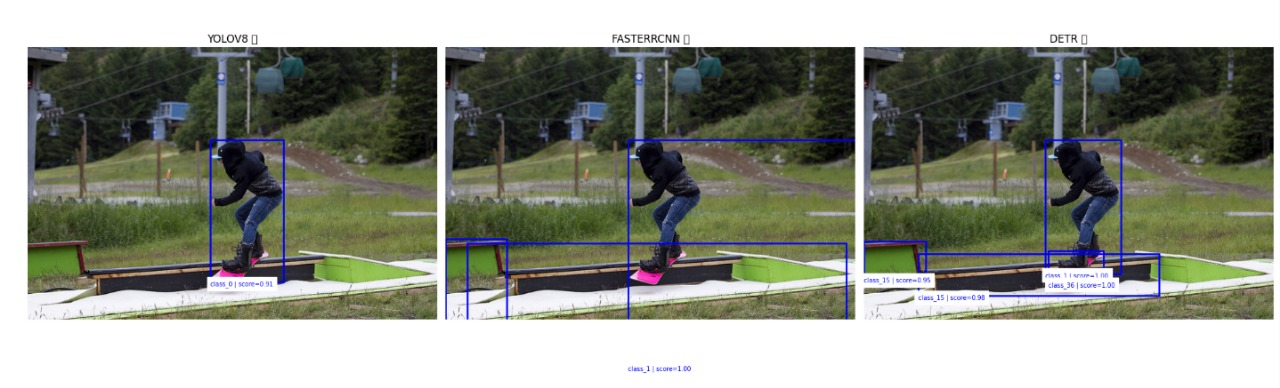 YOLOV8 ▯
FASTERRCNN ▯
DETR ▯
class_0 | score=0.91
class_1 | score=1.00
class_15 | score=0.95
class_1 | score=1.00
class_36 | score=1.00
class_15 | score=0.98